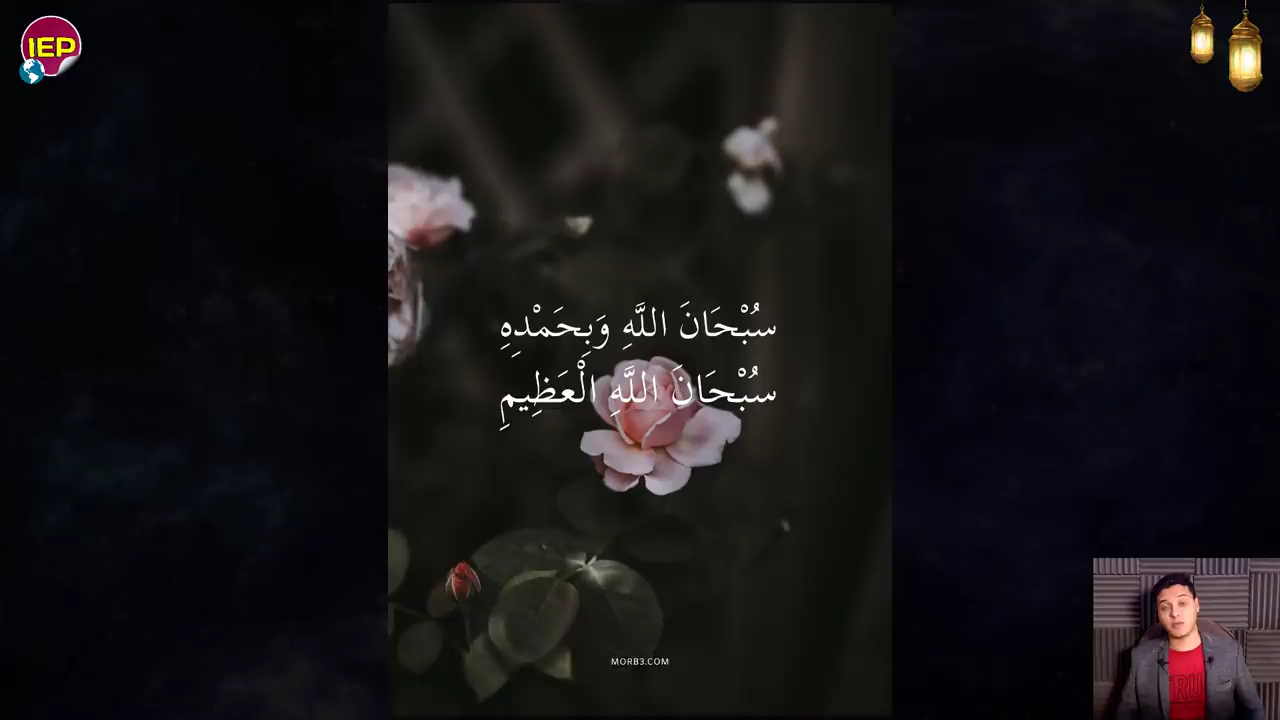 IEP
سُبْحَانَ اللَّهِ وَبِحَمْدِهِ
سُبْحَانَ اللَّهِ الْعَظِيمِ
MORB3.COM